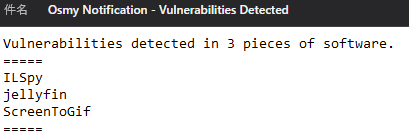 件名 Osmy Notification - Vulnerabilities Detected
Vulnerabilities detected in 3 pieces of software.
=====
ILSpy
jellyfin
ScreenToGif
=====